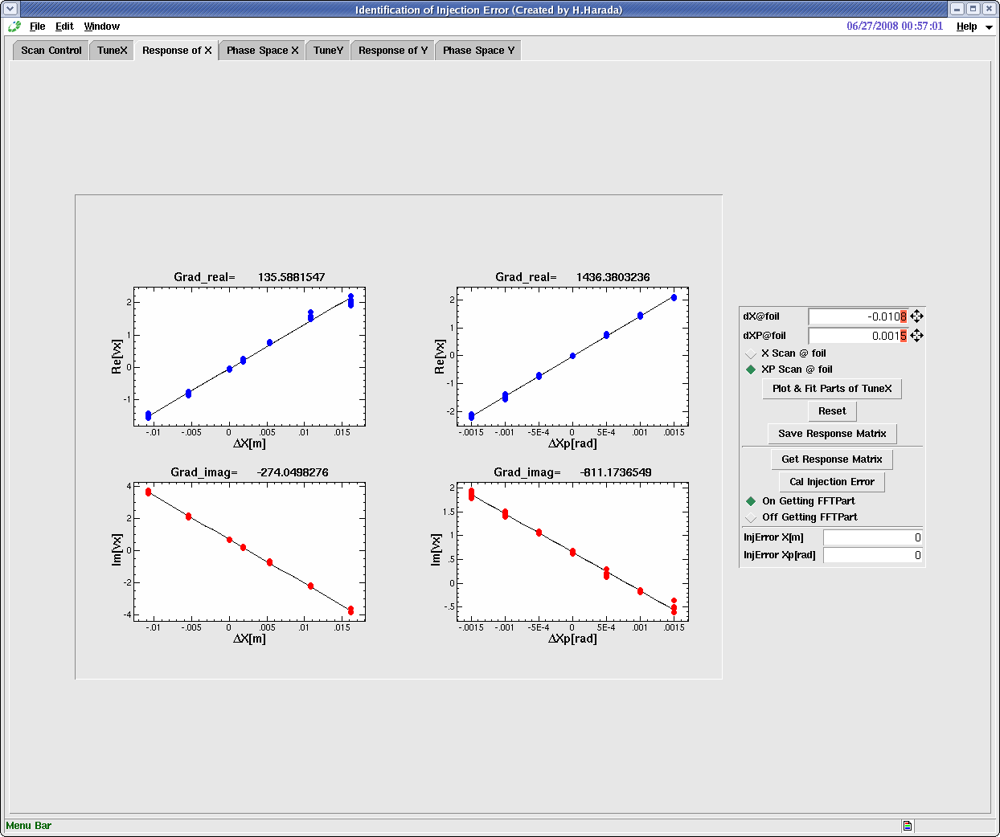 Identification of Injection Error (Created by H.Harada)
File Edit Window 06/27/2008 00:57:01 Help
Scan Control TuneX Response of X Phase Space X TuneY Response of Y Phase Space Y
Grad_real= 135.5881547
Re[vx]
2
1
0
-1
-.01 -.005 0 .005 .01 .015
ΔX[m]
Grad_real= 1436.3803236
Re[vx]
2
1
0
-1
-2
-.0015 -.001 -5E-4 0 5E-4 .001 .0015
ΔXp[rad]
Grad_imag= -274.0498276
Im[vx]
4
2
0
-2
-4
-.01 -.005 0 .005 .01 .015
ΔX[m]
Grad_imag= -811.1736549
Im[vx]
2
1.5
1
.5
0
-.5
-.0015 -.001 -5E-4 0 5E-4 .001 .0015
ΔXp[rad]
dX@foil -0.0108
dXP@foil 0.0015
X Scan @ foil
XP Scan @ foil
Plot & Fit Parts of TuneX
Reset
Save Response Matrix
Get Response Matrix
Cal Injection Error
On Getting FFTPart
Off Getting FFTPart
InjError X[m] 0
InjError Xp[rad] 0
Menu Bar